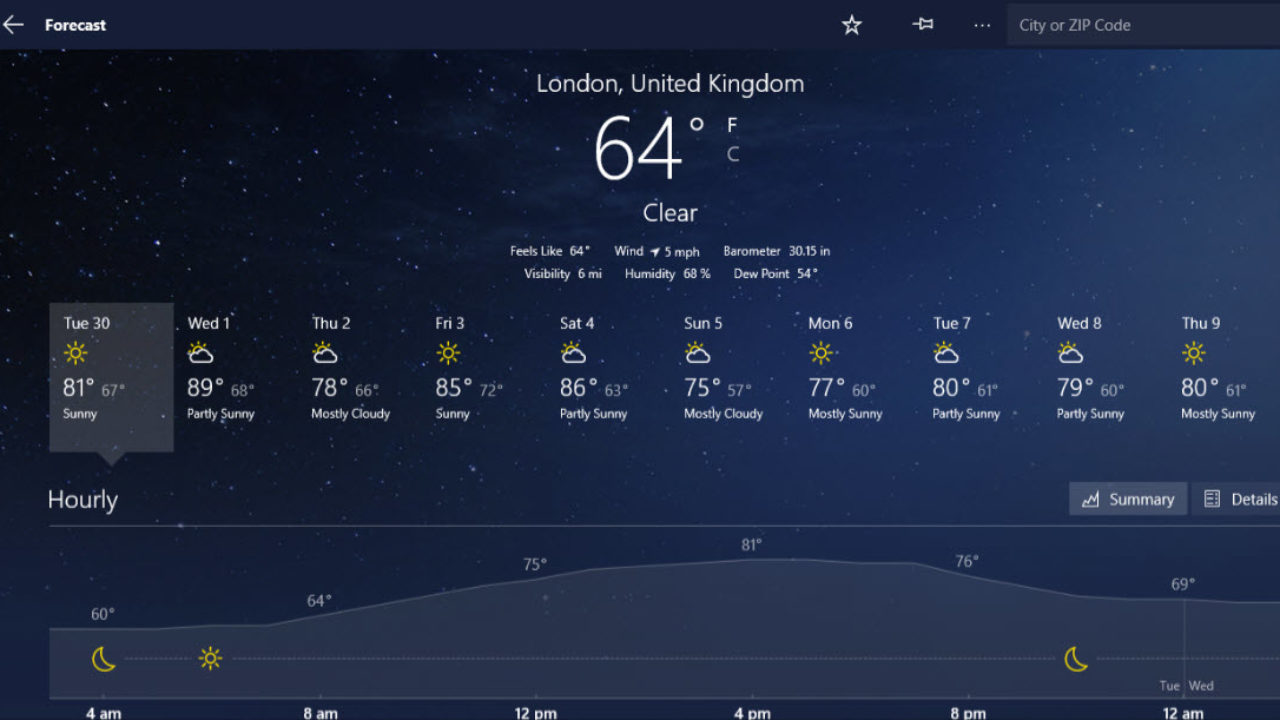 Forecast ... City or ZIP Code
London, United Kingdom
64° F
C
Clear
Feels Like 64° Wind 5 mph Barometer 30.15 in
Visibility 6 mi Humidity 68 % Dew Point 54°
Tue 30 Wed 1 Thu 2 Fri 3 Sat 4 Sun 5 Mon 6 Tue 7 Wed 8 Thu 9
81° 67° 89° 68° 78° 66° 85° 72° 86° 63° 75° 57° 77° 60° 80° 61° 79° 60° 80° 61°
Sunny Partly Sunny Mostly Cloudy Sunny Partly Sunny Mostly Cloudy Mostly Sunny Partly Sunny Partly Sunny Mostly Sunny
Hourly Summary Details
60° 64° 75° 81° 76° 69°
Tue Wed
4 am 8 am 12 pm 4 pm 8 pm 12 am